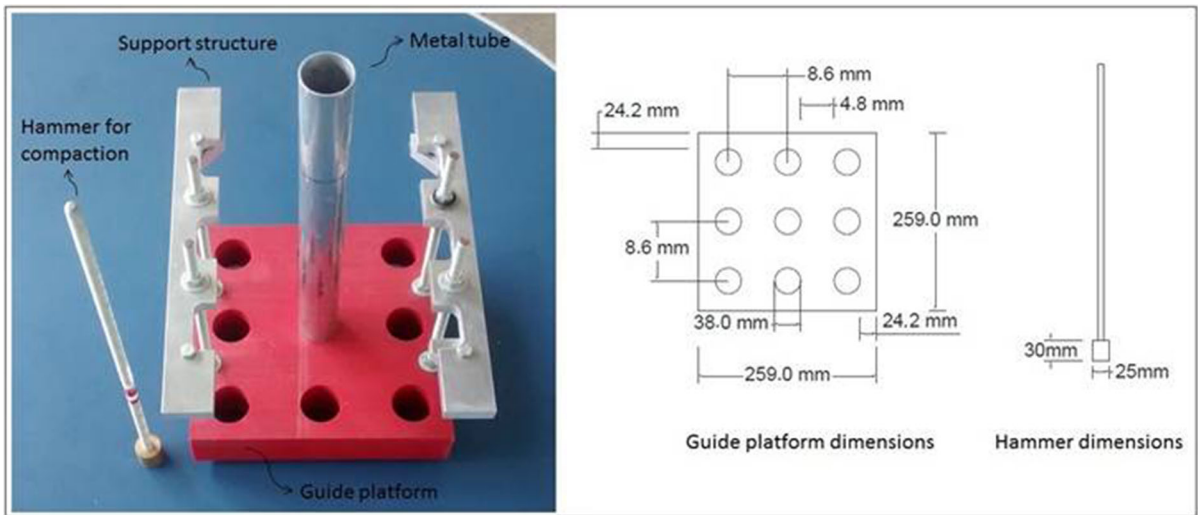 Support structure
Metal tube
Hammer for
compaction
Guide platform
8.6 mm
4.8 mm
24.2 mm
259.0 mm
8.6 mm
38.0 mm
24.2 mm
259.0 mm
Guide platform dimensions
30mm
25mm
Hammer dimensions